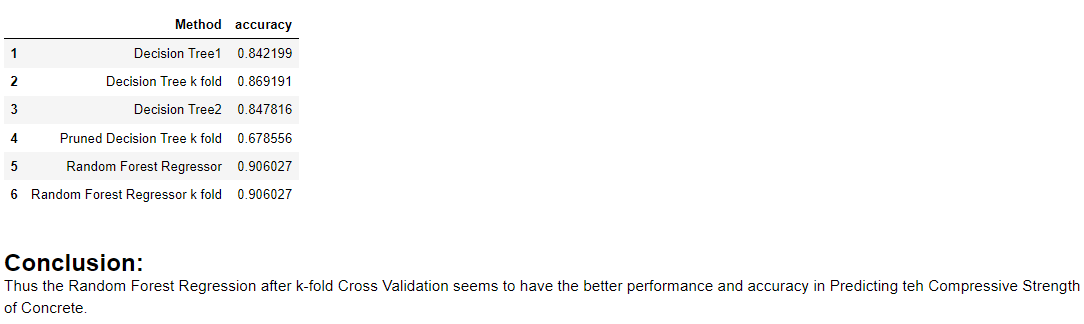 Method accuracy
1 Decision Tree1 0.842199
2 Decision Tree k fold 0.869191
3 Decision Tree2 0.847816
4 Pruned Decision Tree k fold 0.678556
5 Random Forest Regressor 0.906027
6 Random Forest Regressor k fold 0.906027
Conclusion:
Thus the Random Forest Regression after k-fold Cross Validation seems to have the better performance and accuracy in Predicting teh Compressive Strength
of Concrete.